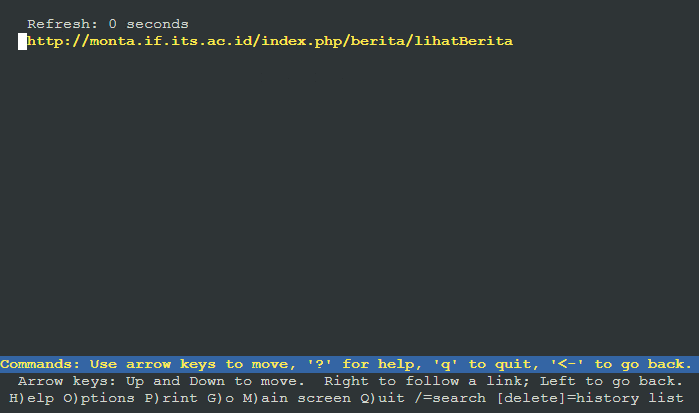 Refresh: 0 seconds
http://monta.if.its.ac.id/index.php/berita/lihatBerita
Commands: Use arrow keys to move, '?' for help, 'q' to quit, '<-' to go back.
Arrow keys: Up and Down to move.  Right to follow a link; Left to go back.
H)elp O)ptions P)rint G)o M)ain screen Q)uit /=search [delete]=history list